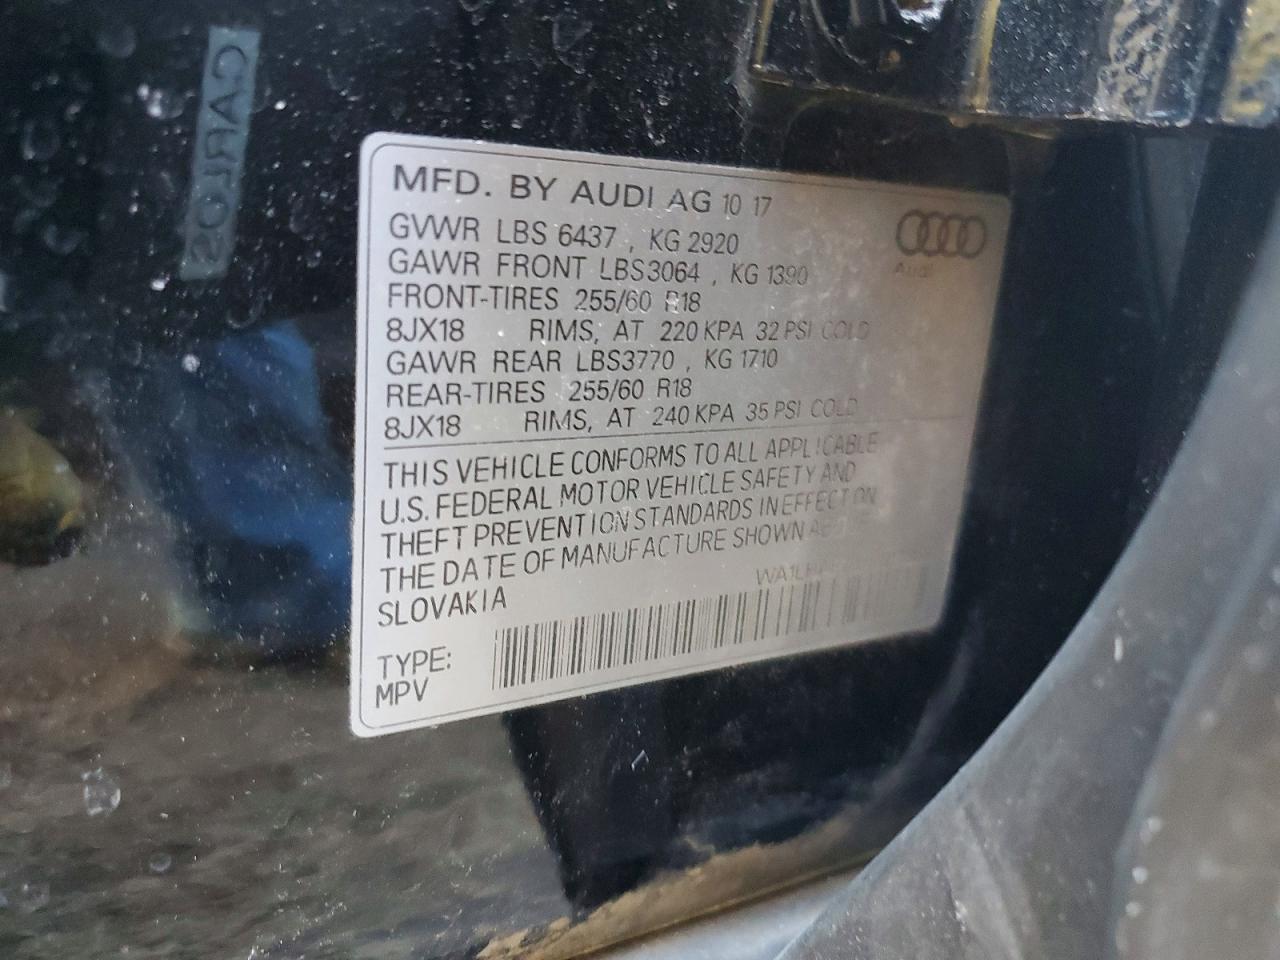 CARLOS
MFD. BY AUDI AG 10 17
GVWR LBS 6437 , KG 2920
GAWR FRONT LBS3064 , KG 1390
FRONT-TIRES 255/60 R18
8JX18 RIMS, AT 220 KPA 32 PSI COLD
GAWR REAR LBS3770 , KG 1710
REAR-TIRES 255/60 R18
8JX18 RIMS, AT 240 KPA 35 PSI COLD
Audi
THIS VEHICLE CONFORMS TO ALL APPLICABLE
U.S. FEDERAL MOTOR VEHICLE SAFETY AND
THEFT PREVENTION STANDARDS IN EFFECT ON
THE DATE OF MANUFACTURE SHOWN
SLOVAKIA
TYPE:
MPV